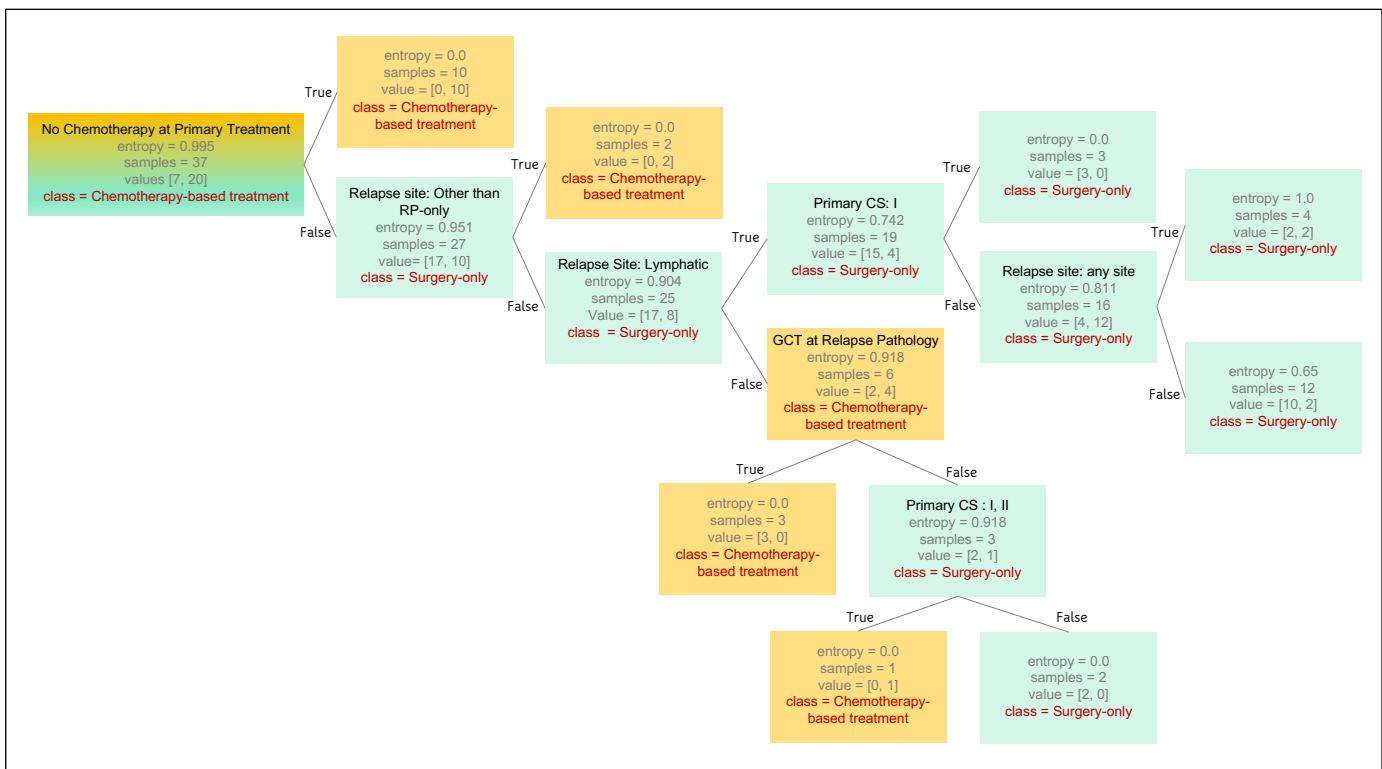 No Chemotherapy at Primary Treatment
entropy = 0.995
samples = 37
values [7, 20]
class = Chemotherapy-based treatment
True
False
entropy = 0.0
samples = 10
value = [0, 10]
class = Chemotherapy-
based treatment
Relapse site: Other than
RP-only
entropy = 0.951
samples = 27
value= [17, 10]
class = Surgery-only
True
False
entropy = 0.0
samples = 2
value = [0, 2]
class = Chemotherapy-
based treatment
Relapse Site: Lymphatic
entropy = 0.904
samples = 25
Value = [17, 8]
class  = Surgery-only
True
False
Primary CS: I
entropy = 0.742
samples = 19
value = [15, 4]
class = Surgery-only
GCT at Relapse Pathology
entropy = 0.918
samples = 6
value = [2, 4]
class = Chemotherapy-
based treatment
True
False
entropy = 0.0
samples = 3
value = [3, 0]
class = Surgery-only
Relapse site: any site
entropy = 0.811
samples = 16
value = [4, 12]
class = Surgery-only
True
False
entropy = 1.0
samples = 4
value = [2, 2]
class = Surgery-only
entropy = 0.65
samples = 12
value = [10, 2]
class = Surgery-only
True
False
entropy = 0.0
samples = 3
value = [3, 0]
class = Chemotherapy-
based treatment
Primary CS : I, II
entropy = 0.918
samples = 3
value = [2, 1]
class = Surgery-only
True
False
entropy = 0.0
samples = 1
value = [0, 1]
class = Chemotherapy-
based treatment
entropy = 0.0
samples = 2
value = [2, 0]
class = Surgery-only